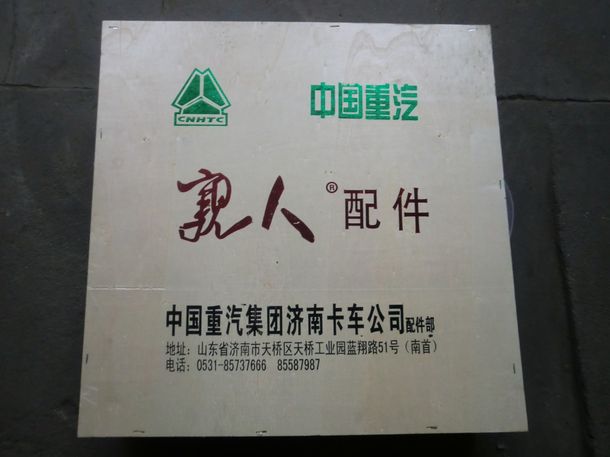 CNHTC 中国重汽
親人® 配件
中国重汽集团济南卡车公司配件部
地址：山东省济南市天桥区天桥工业园蓝翔路51号（南首）
电话：0531-85737666 85587987